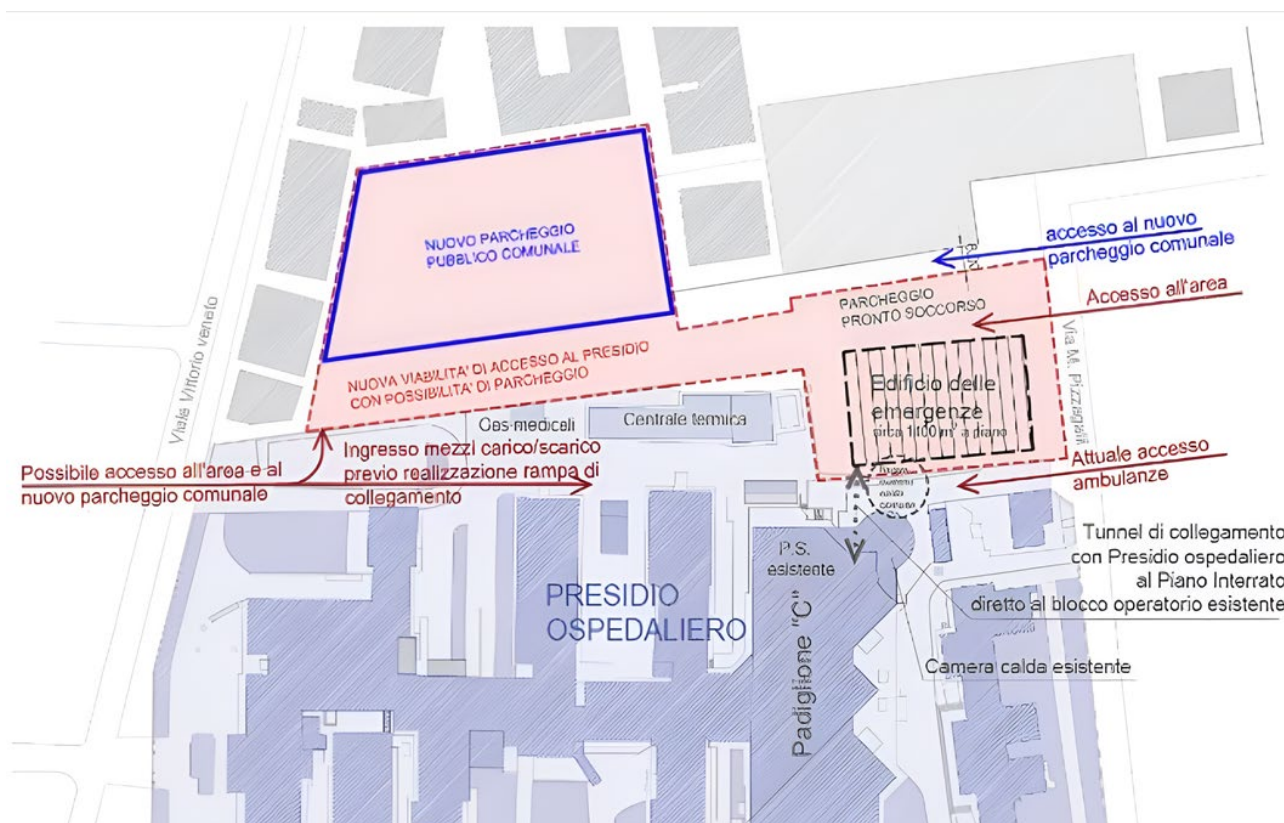 NUOVO PARCHEGGIO
PUBBLICO COMUNALE
accesso al nuovo
parcheggio comunale
PARCHEGGIO
PRONTO SOCCORSO
Accesso all'area
Viale Vittorio veneto
Via M. Pizzagalli
NUOVA VIABILITA' DI ACCESSO AL PRESIDIO
CON POSSIBILITA' DI PARCHEGGIO
Edificio delle
emergenze
circa 1400 m² a piano
Gas medicali
Centrale termica
Possibile accesso all'area e al
nuovo parcheggio comunale
Ingresso mezzi carico/scarico
previo realizzazione rampa di
collegamento
Attuale accesso
ambulanze
P.S.
esistente
Tunnel di collegamento
con Presidio ospedaliero
al Piano Interrato
diretto al blocco operatorio esistente
PRESIDIO
OSPEDALIERO
Padiglione "C"
Camera calda esistente